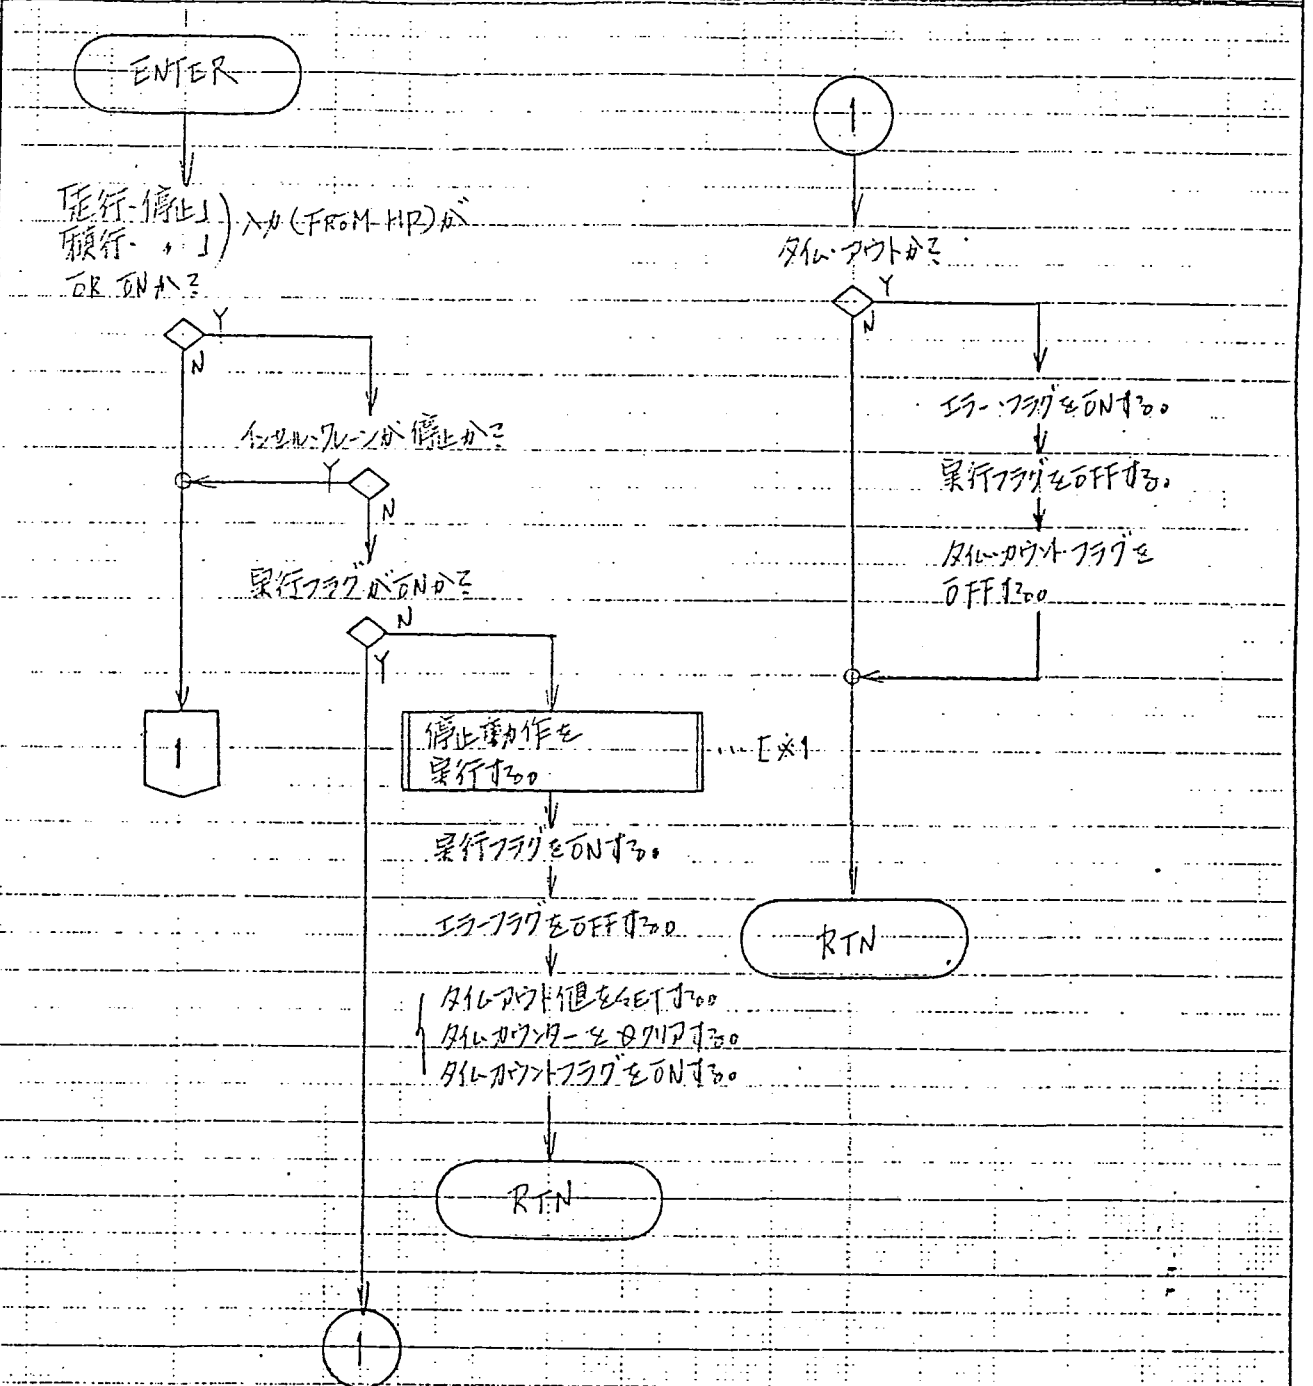 ENTER
「走行-停止」
「横行- 〃 」
入力(FROM HP)が
OR ONか?
Y
N
クレーンが停止か?
Y
N
実行フラグがONか?
N
Y
1
停止動作を
実行する。
…[※1
実行フラグをONする。
エラーフラグをOFFする。
タイムアウト値をSETする。
タイムカウンターを0クリアする。
タイムカウントフラグをONする。
RTN
1
1
タイム・アウトか?
Y
N
エラー・フラグをONする。
実行フラグをOFFする。
タイムカウント・フラグを
OFFする。
RTN